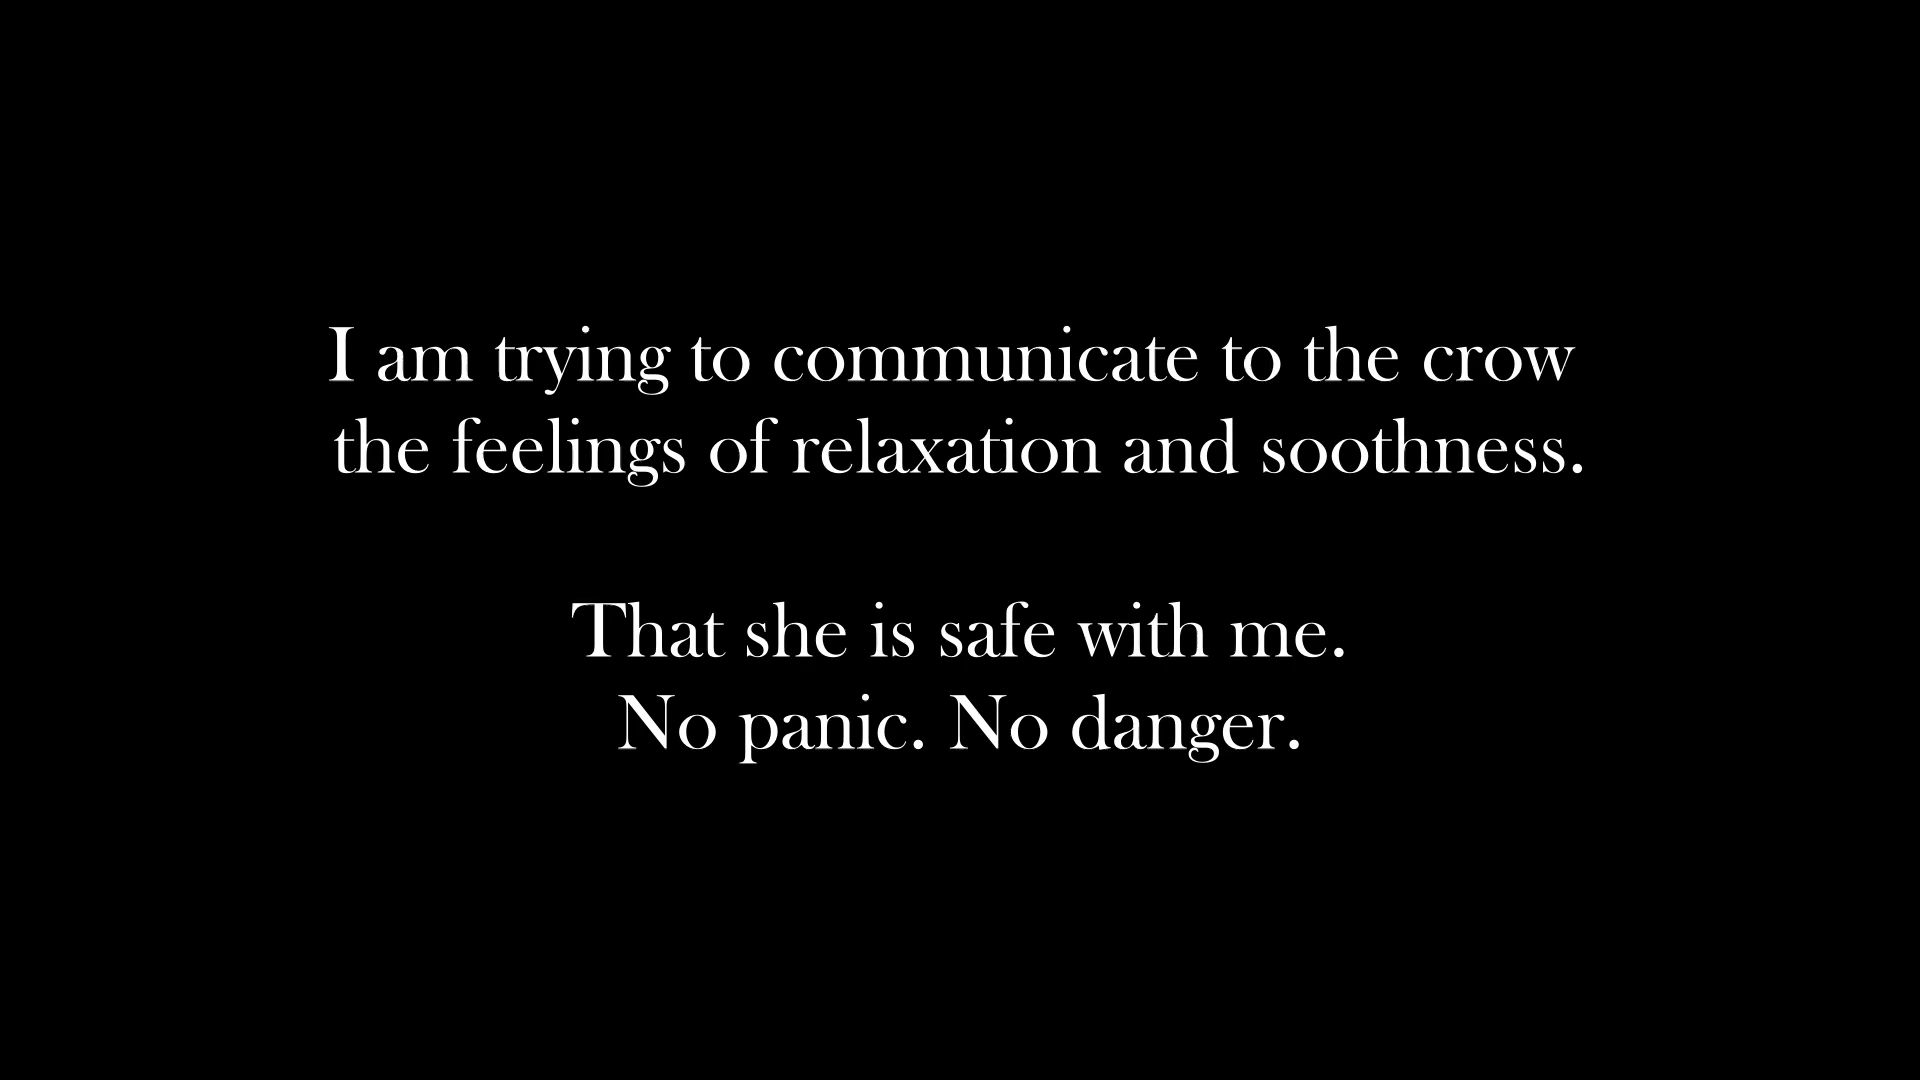 I am trying to communicate to the crow
the feelings of relaxation and soothness.
That she is safe with me.
No panic. No danger.